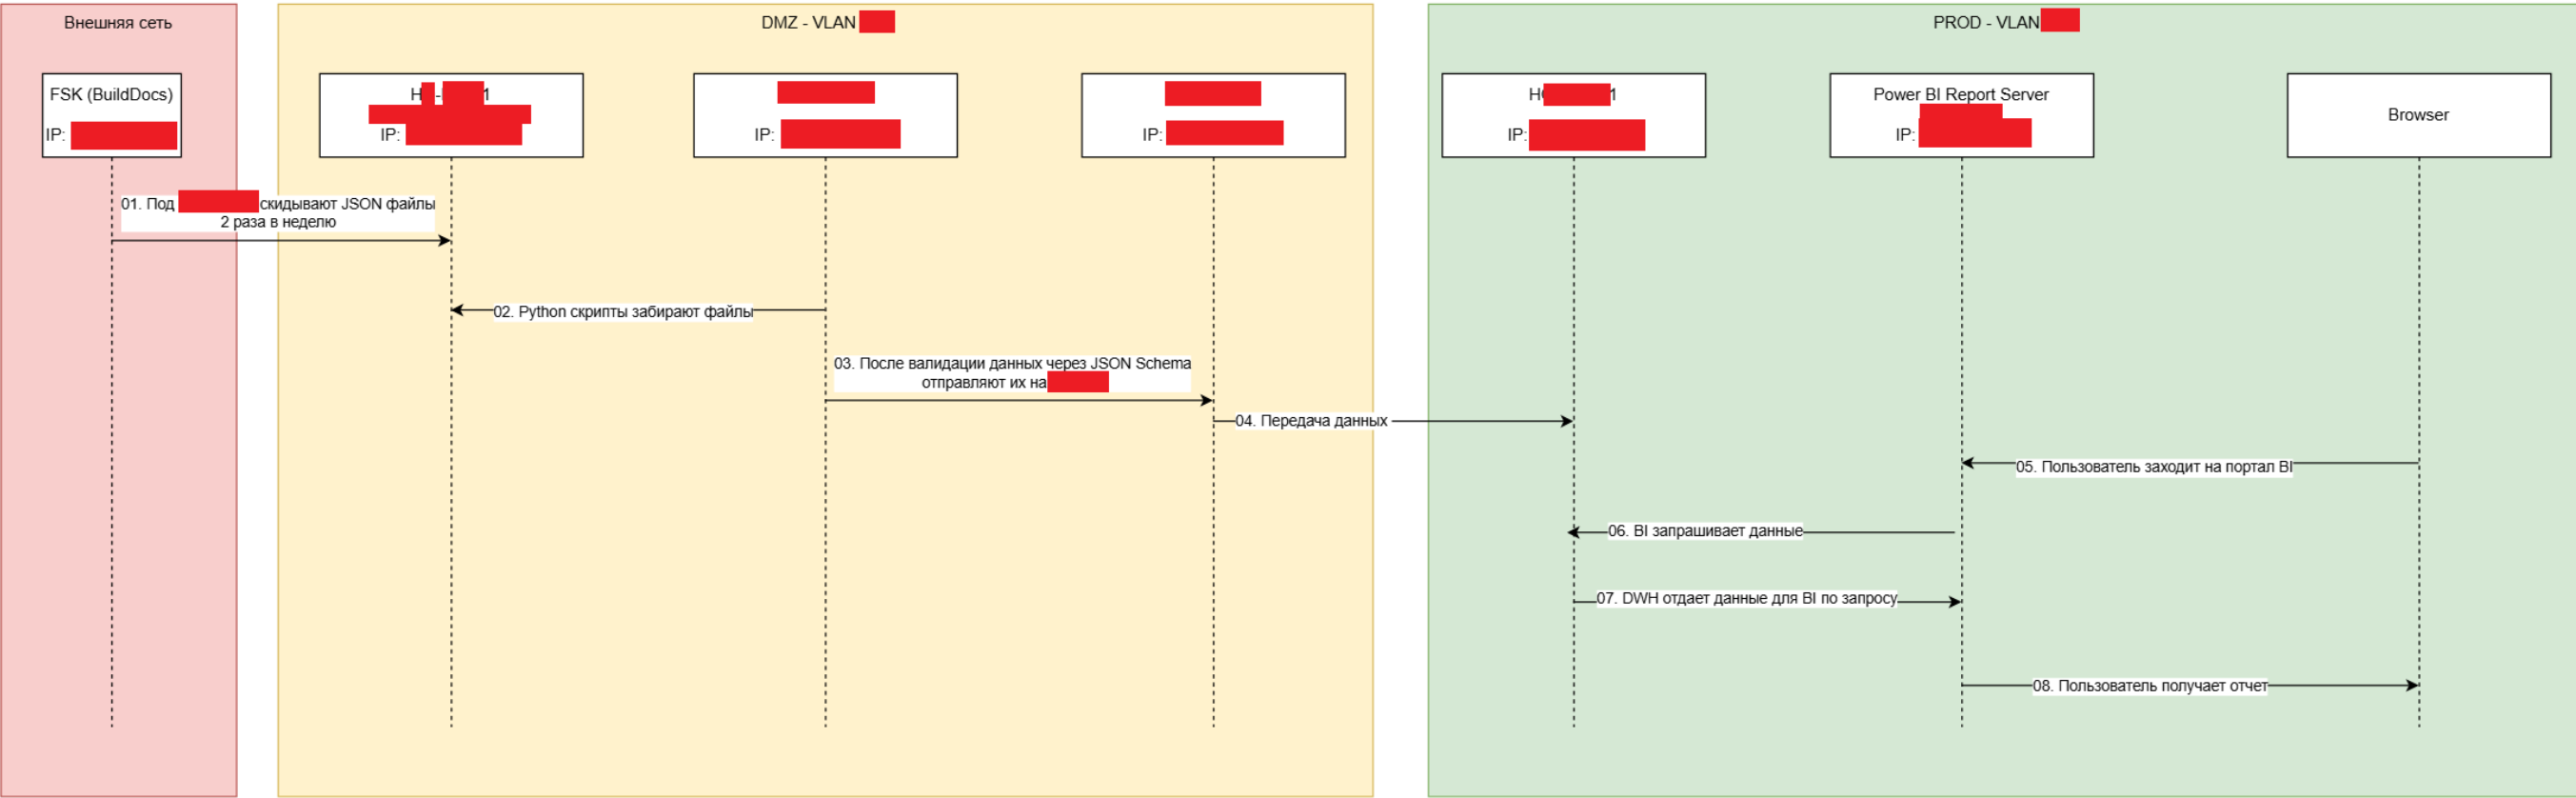 Внешняя сеть
DMZ - VLAN
PROD - VLAN
FSK (BuildDocs)
IP:
IP:
IP:
IP:
IP:
Power BI Report Server
IP:
Browser
01. Под скидывают JSON файлы
2 раза в неделю
02. Python скрипты забирают файлы
03. После валидации данных через JSON Schema
отправляют их на
04. Передача данных
05. Пользователь заходит на портал BI
06. BI запрашивает данные
07. DWH отдает данные для BI по запросу
08. Пользователь получает отчет